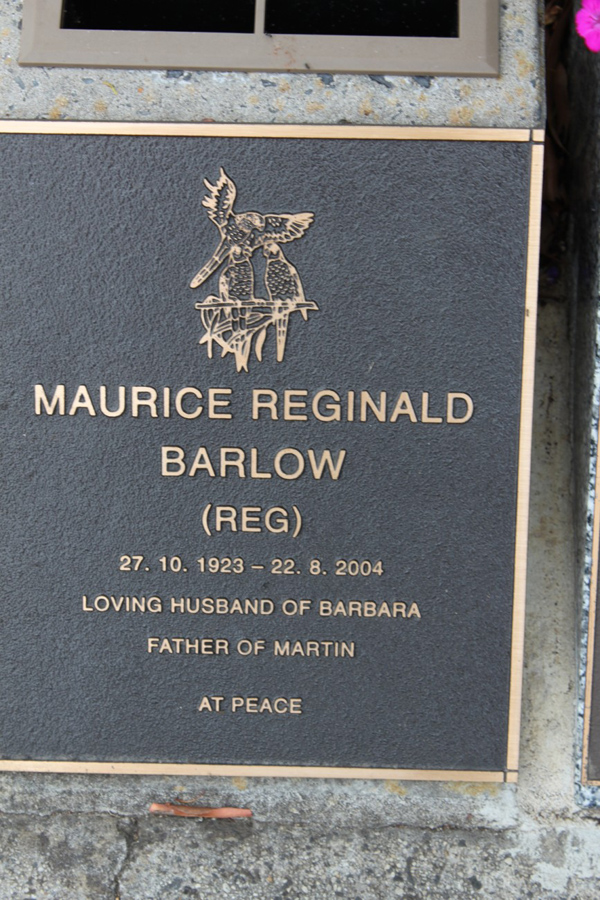 MAURICE REGINALD
BARLOW
(REG)
27. 10. 1923 – 22. 8. 2004
LOVING HUSBAND OF BARBARA
FATHER OF MARTIN
AT PEACE